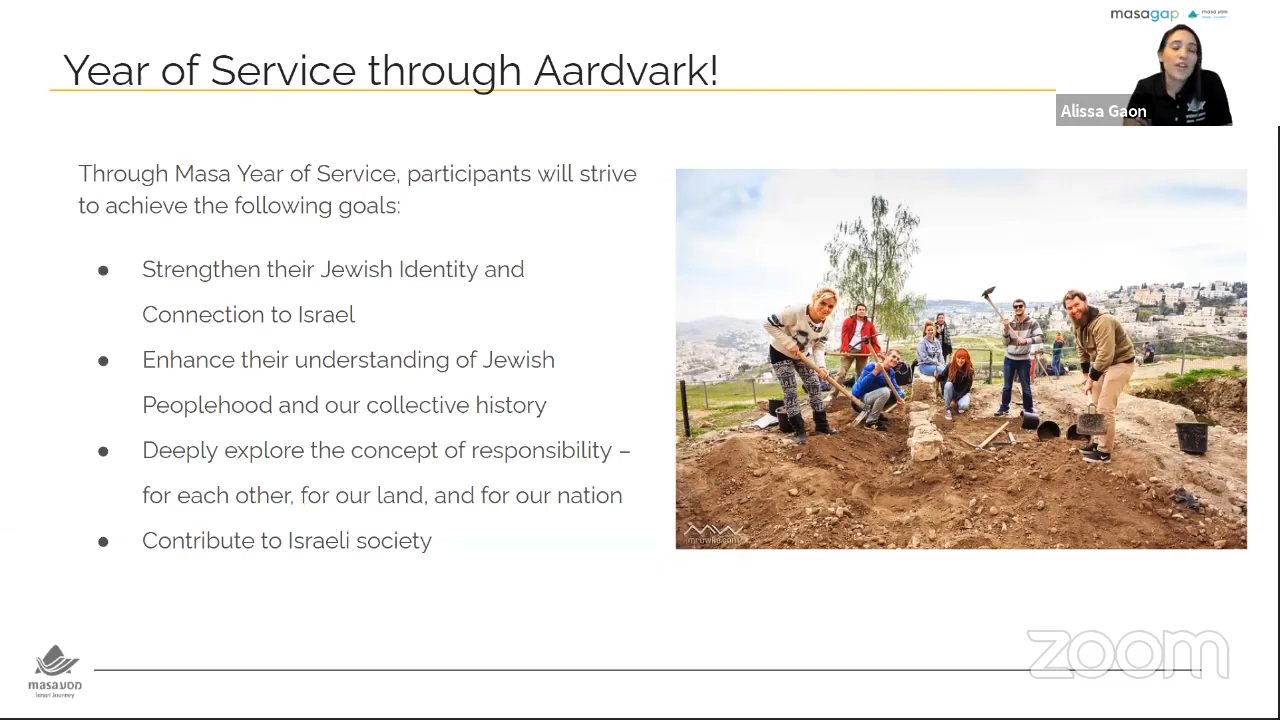 masagap
masa מסע
Year of Service through Aardvark!
Alissa Gaon
Through Masa Year of Service, participants will strive
to achieve the following goals:
● Strengthen their Jewish Identity and
Connection to Israel
● Enhance their understanding of Jewish
Peoplehood and our collective history
● Deeply explore the concept of responsibility –
for each other, for our land, and for our nation
● Contribute to Israeli society
masa מסע
Israel Journey
zoom